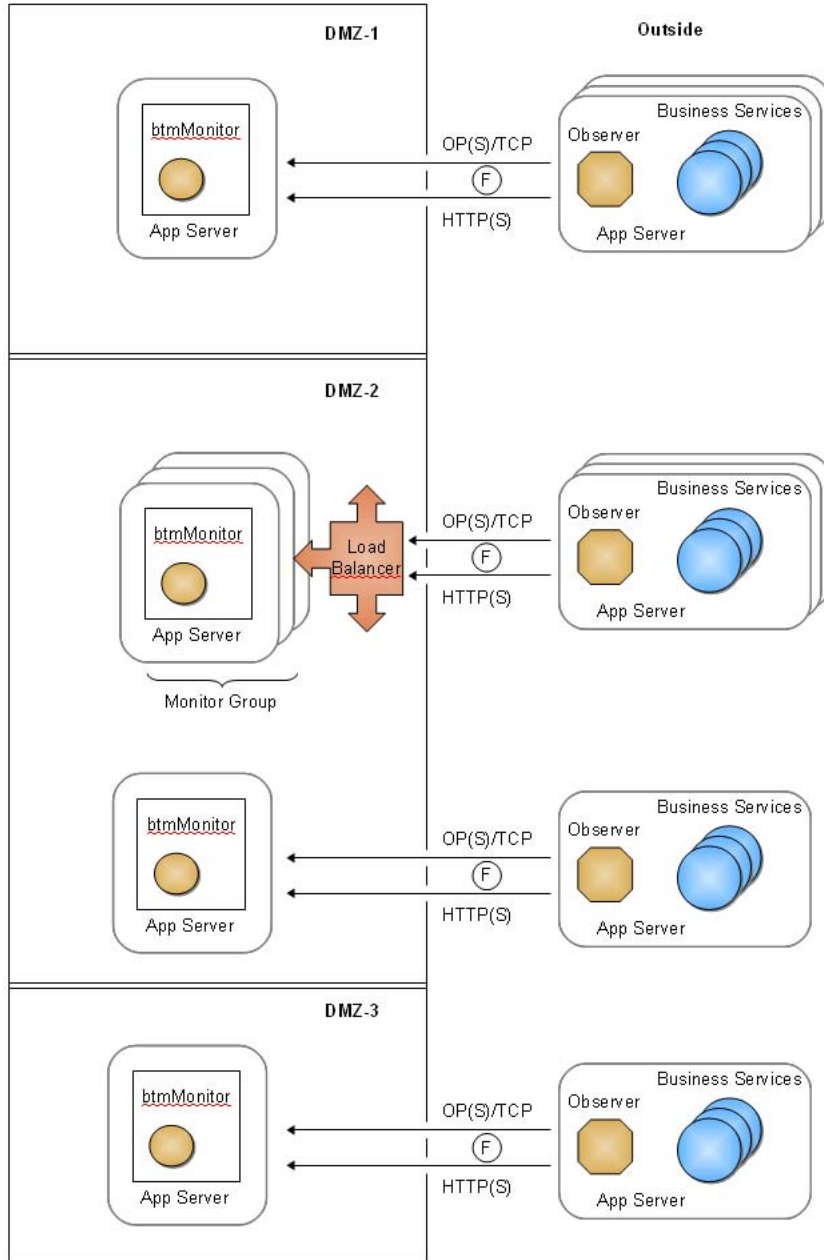 DMZ-1
Outside
btmMonitor
App Server
OP(S)/TCP
F
HTTP(S)
Business Services
Observer
App Server
DMZ-2
btmMonitor
App Server
Monitor Group
Load
Balancer
OP(S)/TCP
F
HTTP(S)
Business Services
Observer
App Server
btmMonitor
App Server
OP(S)/TCP
F
HTTP(S)
Business Services
Observer
App Server
DMZ-3
btmMonitor
App Server
OP(S)/TCP
F
HTTP(S)
Business Services
Observer
App Server